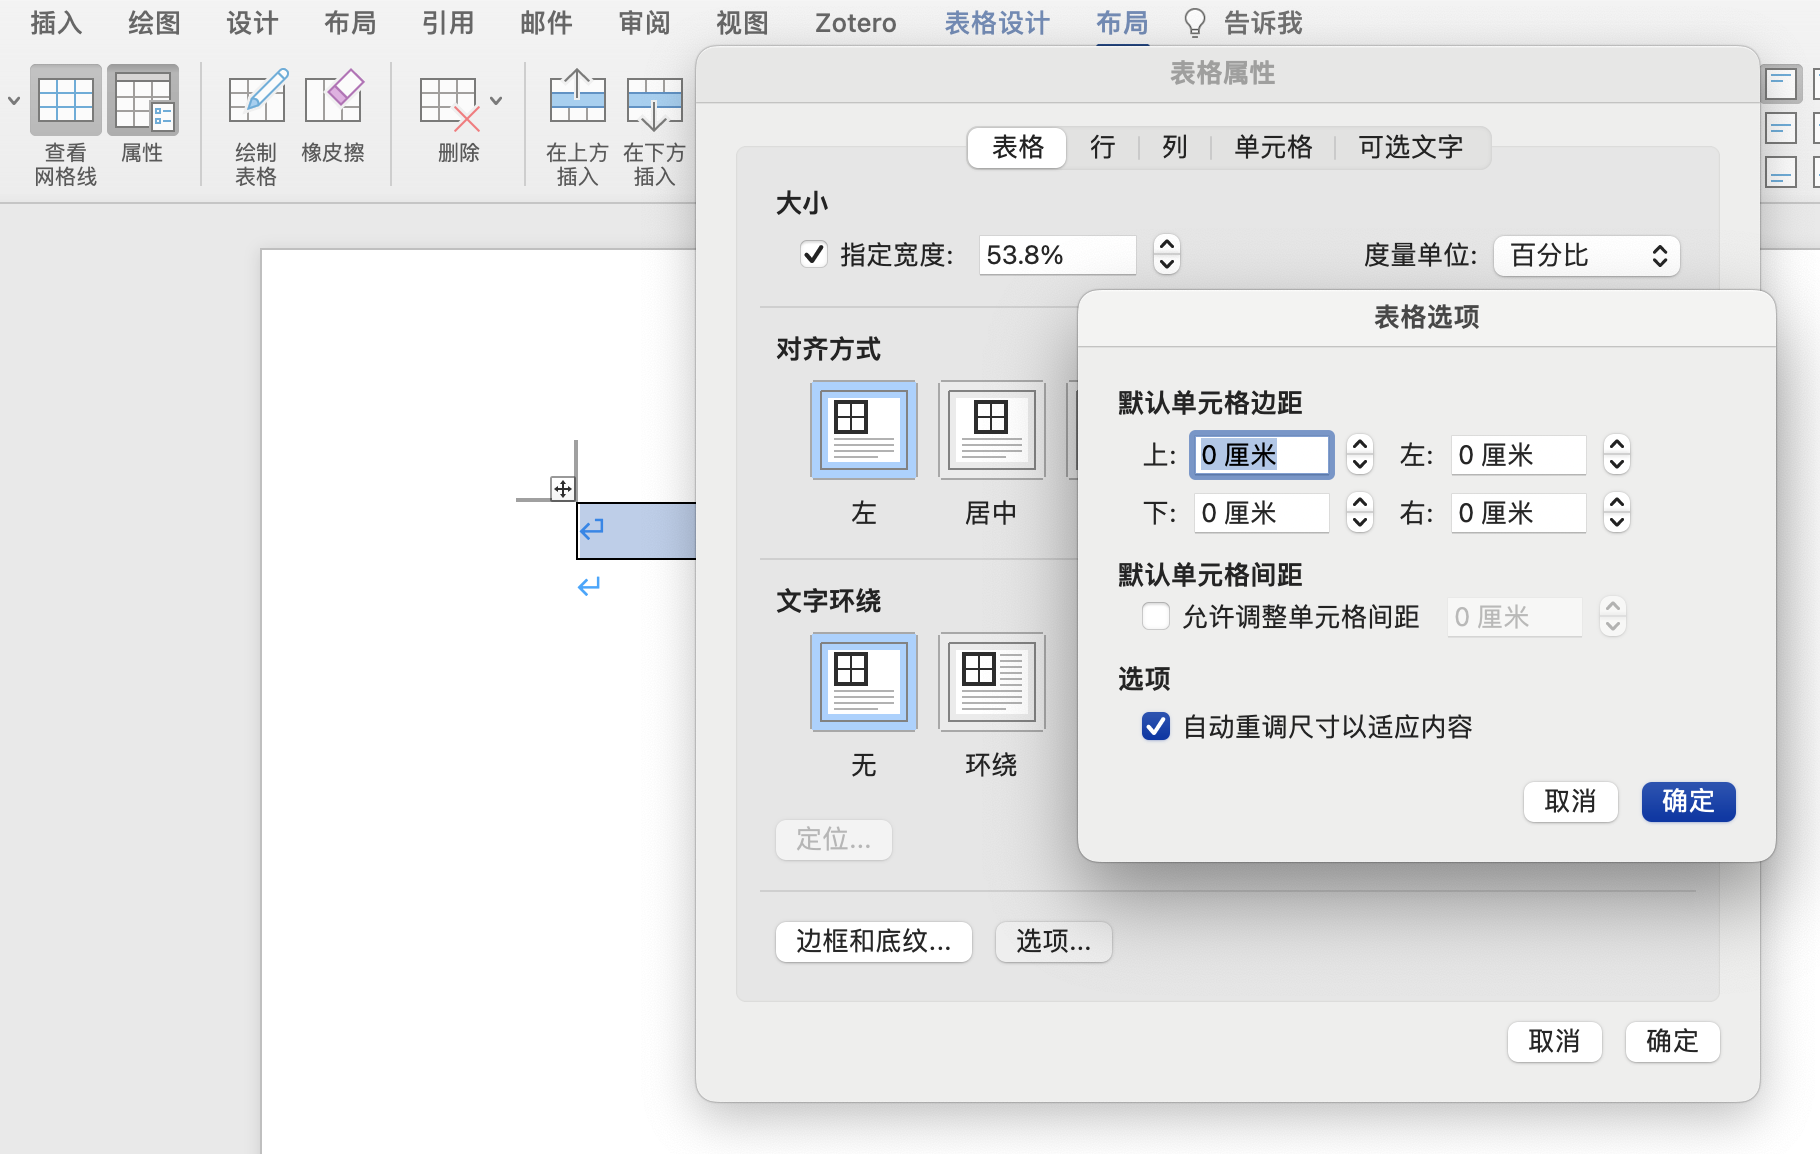 插入 绘图 设计 布局 引用 邮件 审阅 视图 Zotero 表格设计 布局 告诉我
查看
网格线
属性
绘制
表格
橡皮擦
删除
在上方
插入
在下方
插入
表格属性
表格 行 列 单元格 可选文字
大小
指定宽度: 53.8% 度量单位: 百分比
对齐方式
左 居中
文字环绕
无 环绕
定位...
边框和底纹... 选项...
取消 确定
表格选项
默认单元格边距
上: 0 厘米 左: 0 厘米
下: 0 厘米 右: 0 厘米
默认单元格间距
允许调整单元格间距 0 厘米
选项
自动重调尺寸以适应内容
取消 确定